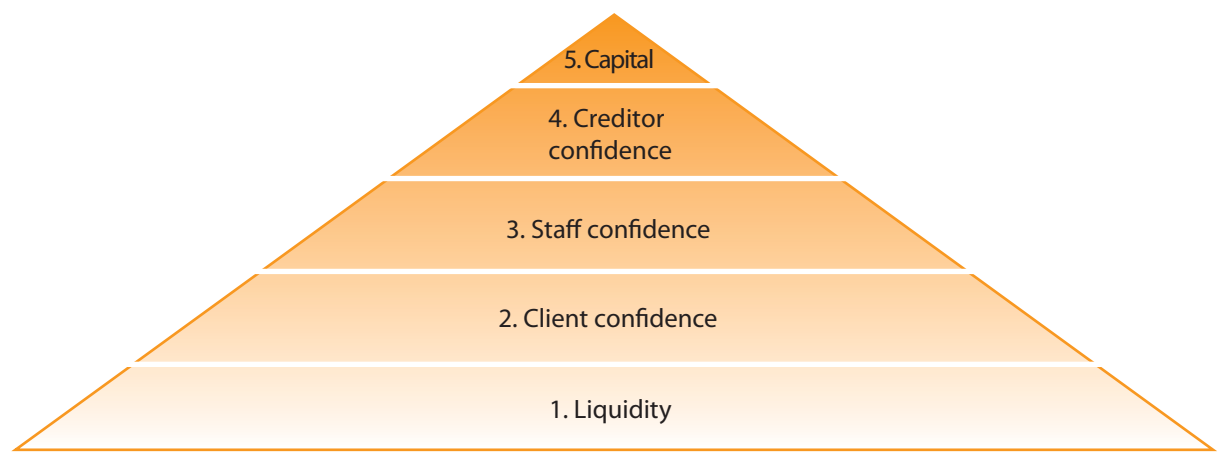 5. Capital
4. Creditor
confidence
3. Staff confidence
2. Client confidence
1. Liquidity